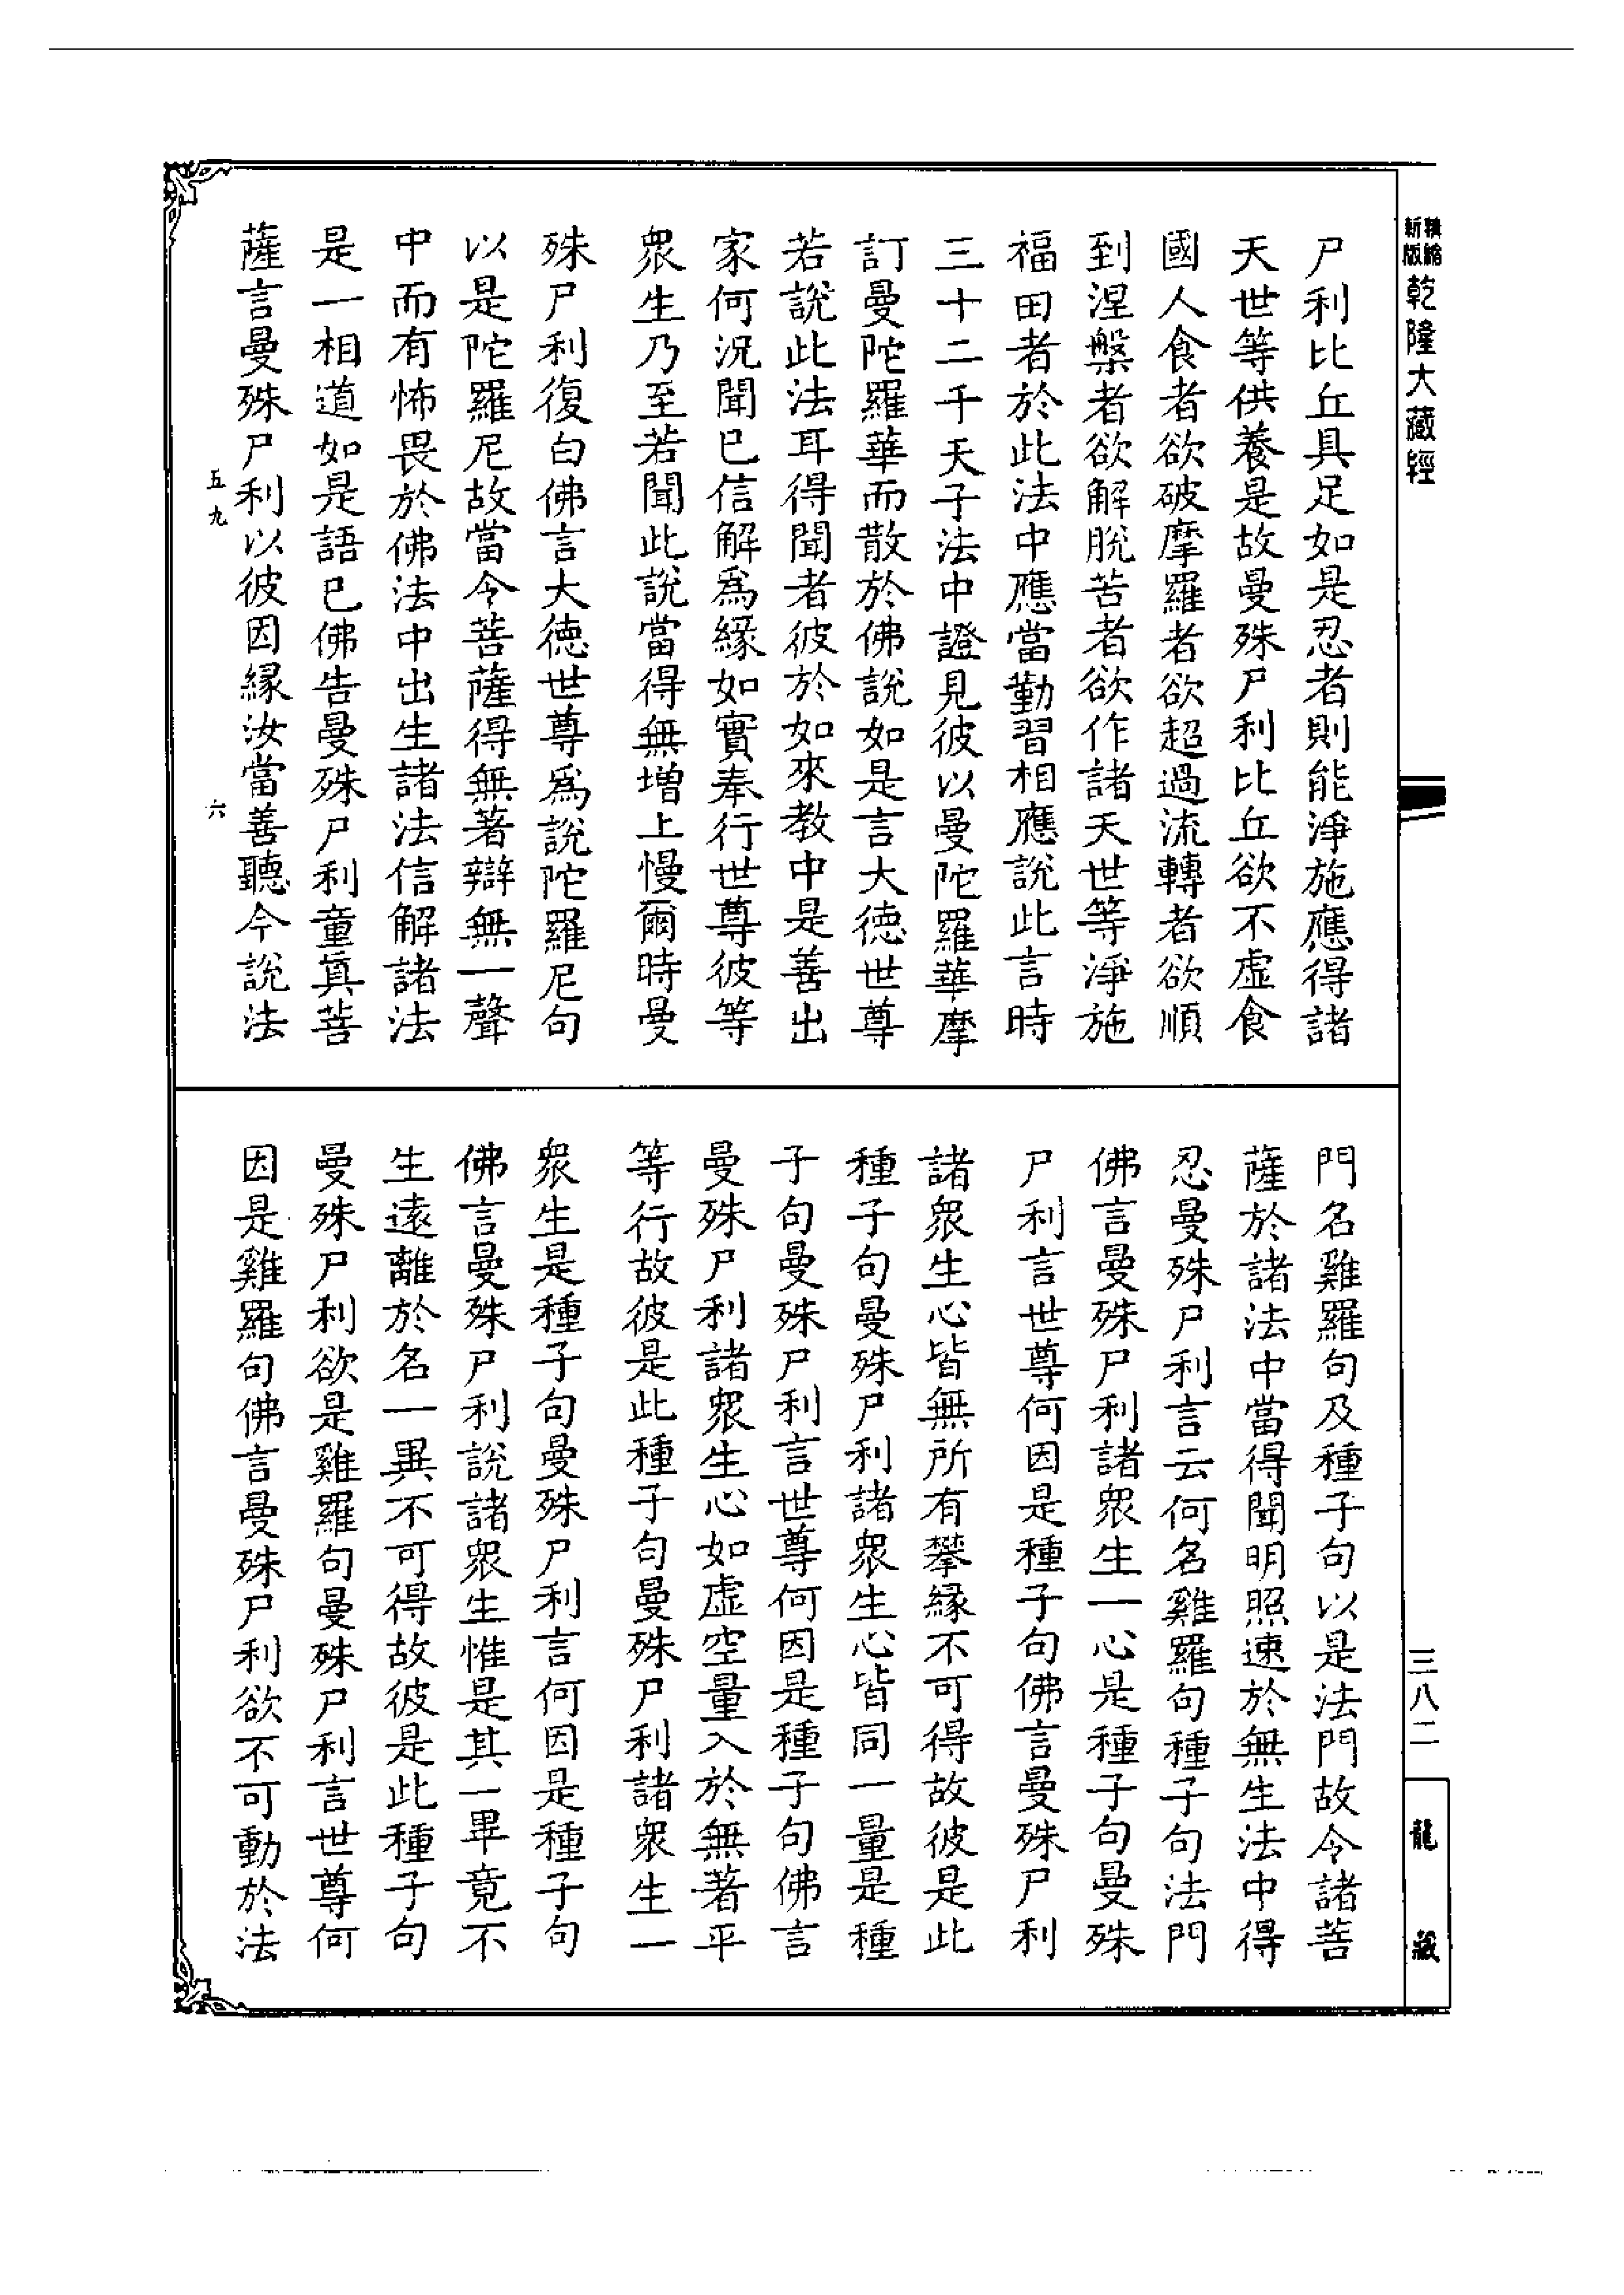 新版精縮乾隆大藏經
尸利比丘具足如是忍者則能淨施應得諸
天世等供養是故曼殊尸利比丘欲不虛食
國人食者欲破摩羅者欲超過流轉者欲順
到涅槃者欲解脫苦者欲作諸天世等淨施
福田者於此法中應當勤習相應說此言時
三十二千天子法中證見彼以曼陀羅華摩
訂曼陀羅華而散於佛說如是言大德世尊
若說此法耳得聞者彼於如來教中是善出
家何況聞已信解為緣如實奉行世尊彼等
眾生乃至若聞此說當得無增上慢爾時曼
殊尸利復白佛言大德世尊為說陀羅尼句
以是陀羅尼故當令菩薩得無著辯無一聲
中而有怖畏於佛法中出生諸法信解諸法
是一相道如是語已佛告曼殊尸利童真菩
薩言曼殊尸利以彼因緣汝當善聽今說法
五九
六
門名雞羅句及種子句以是法門故令諸菩
薩於諸法中當得聞明照速於無生法中得
忍曼殊尸利言云何名雞羅句種子句法門
佛言曼殊尸利諸眾生一心是種子句曼殊
尸利言世尊何因是種子句佛言曼殊尸利
諸眾生心皆無所有攀緣不可得故彼是此
種子句曼殊尸利諸眾生心皆同一量是種
子句曼殊尸利言世尊何因是種子句佛言
曼殊尸利諸眾生心如虛空量入於無著平
等行故彼是此種子句曼殊尸利諸眾生一
眾生是種子句曼殊尸利言何因是種子句
佛言曼殊尸利說諸眾生惟是其一畢竟不
生遠離於名一異不可得故彼是此種子句
曼殊尸利欲是雞羅句曼殊尸利言世尊何
因是雞羅句佛言曼殊尸利欲不可動於法
三八二
龍藏